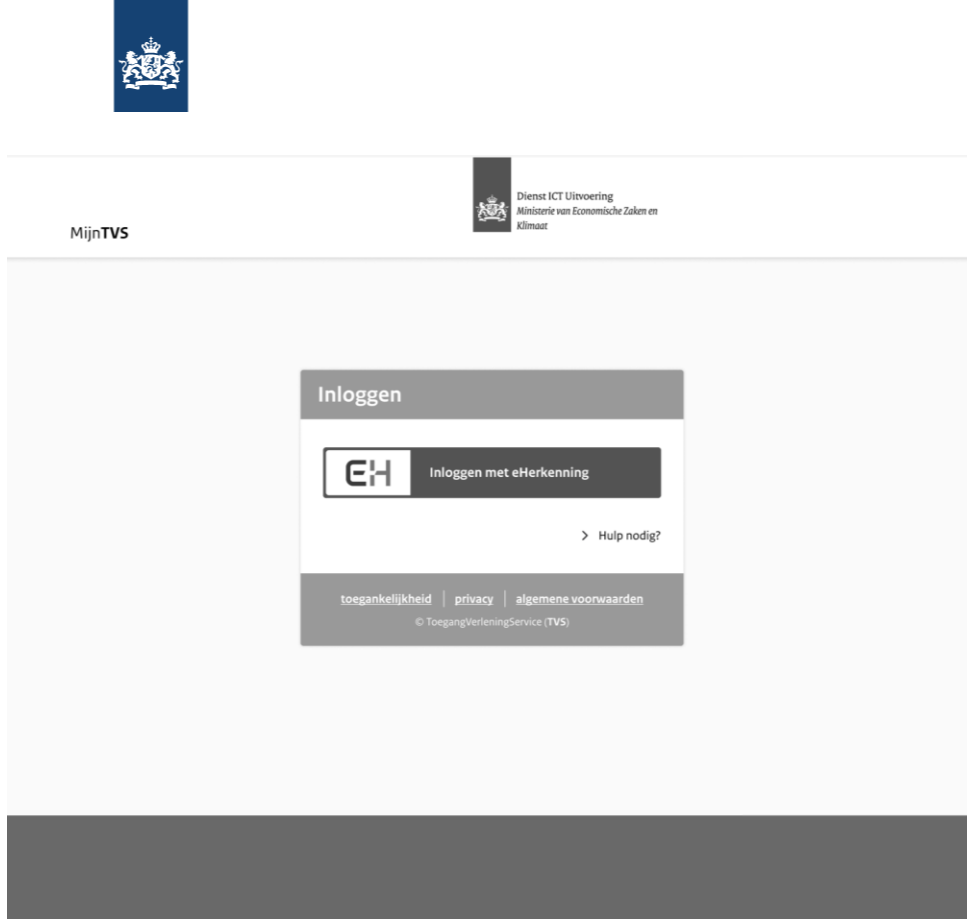 Dienst ICT Uitvoering
Ministerie van Economische Zaken en
Klimaat
MijnTVS
Inloggen
EH Inloggen met eHerkenning
> Hulp nodig?
toegankelijkheid | privacy | algemene voorwaarden
© ToegangVerleningService (TVS)